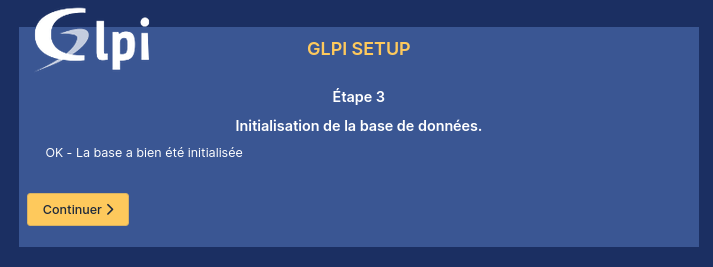 Glpi
GLPI SETUP
Étape 3
Initialisation de la base de données.
OK - La base a bien été initialisée
Continuer